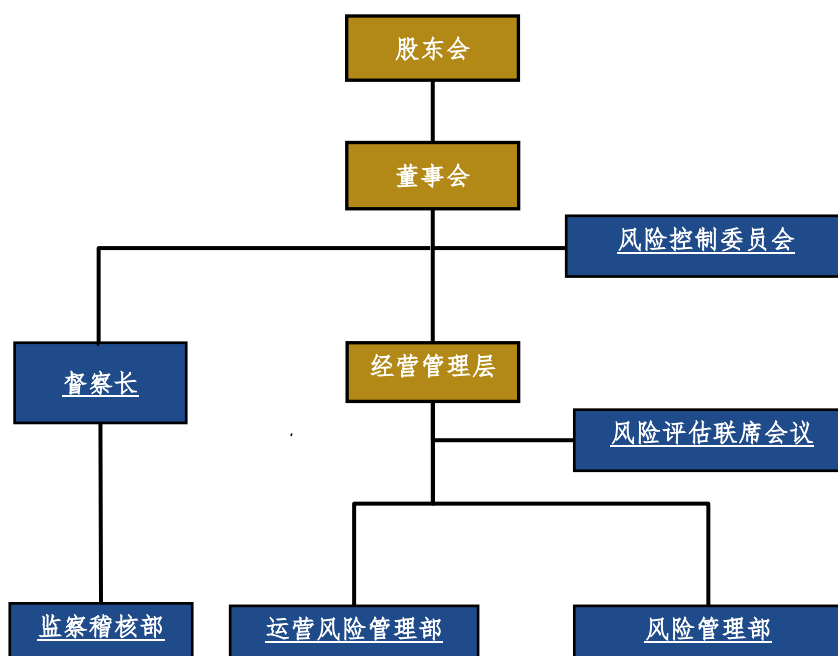 股东会
董事会
风险控制委员会
督察长
经营管理层
风险评估联席会议
监察稽核部
运营风险管理部
风险管理部